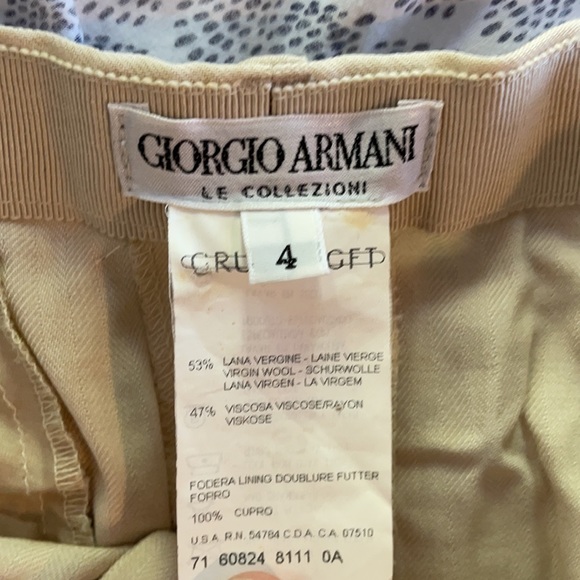 GIORGIO ARMANI
LE COLLEZIONI
4
GFT
53% LANA VERGINE - LAINE VIERGE
VIRGIN WOOL - SCHURWOLLE
LANA VIRGEN - LA VIRGEM
47% VISCOSA VISCOSE/RAYON
VISKOSE
FODERA LINING DOUBLURE FUTTER
FORRO
100% CUPRO
U.S.A. R.N. 54784 C.D.A. C.A. 07510
71 60824 8111 0A